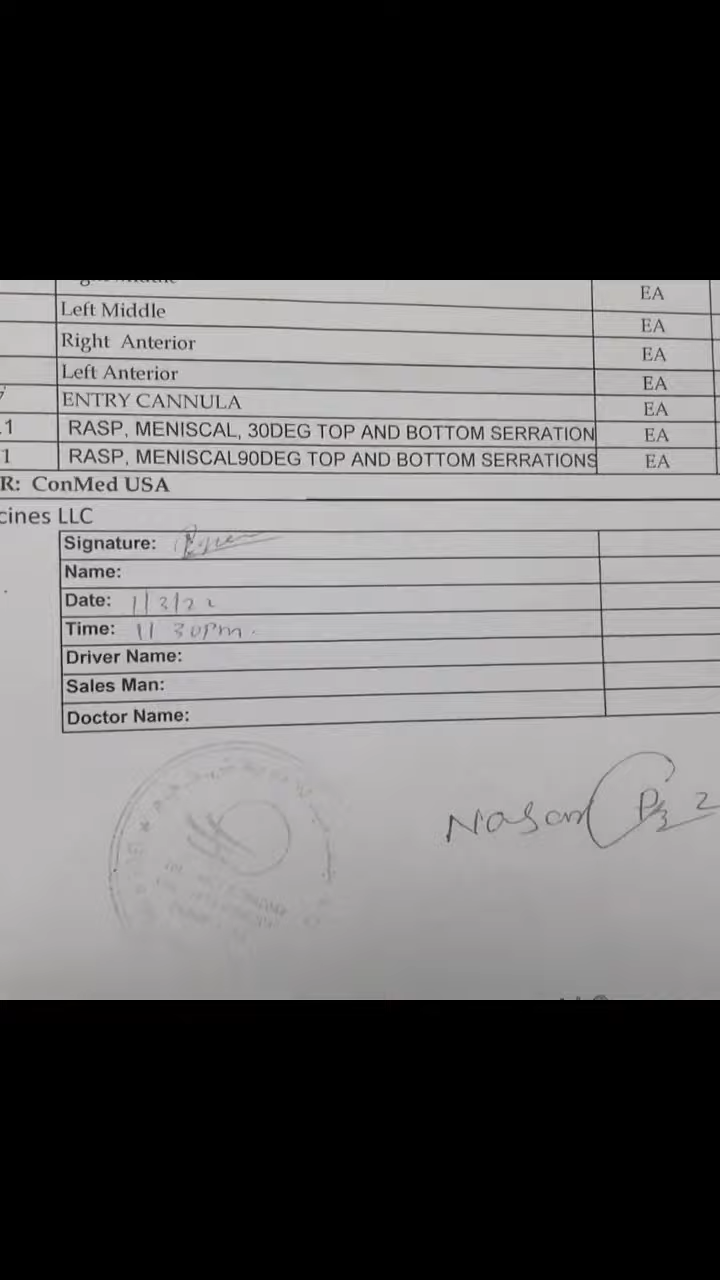 EA
Left Middle EA
Right Anterior EA
Left Anterior EA
ENTRY CANNULA EA
.1 RASP, MENISCAL, 30DEG TOP AND BOTTOM SERRATION EA
1 RASP, MENISCAL90DEG TOP AND BOTTOM SERRATIONS EA
R: ConMed USA
cines LLC
Signature:
Name:
Date: 1/3/22
Time: 11 30pm.
Driver Name:
Sales Man:
Doctor Name: